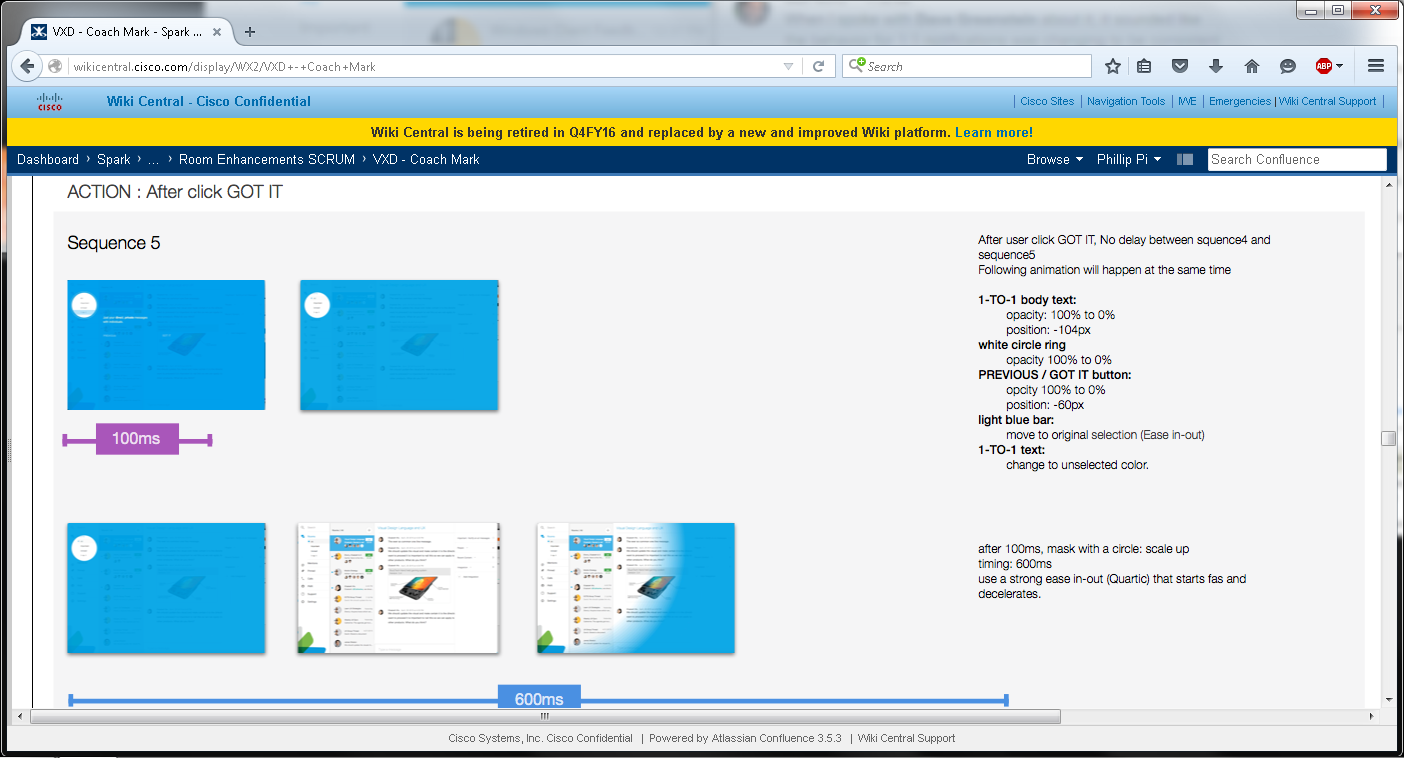 VXD - Coach Mark - Spark ...
wikicentral.cisco.com/display/WX2/VXD+-+Coach+Mark
Search
ABP
CISCO
Wiki Central - Cisco Confidential
Cisco Sites | Navigation Tools | IWE | Emergencies | Wiki Central Support |
Wiki Central is being retired in Q4FY16 and replaced by a new and improved Wiki platform. Learn more!
Dashboard › Spark › ... › Room Enhancements SCRUM › VXD - Coach Mark
Browse
Phillip Pi
Search Confluence
ACTION : After click GOT IT
Sequence 5
100ms
After user click GOT IT, No delay between squence4 and
sequence5
Following animation will happen at the same time
1-TO-1 body text:
opacity: 100% to 0%
position: -104px
white circle ring
opacity 100% to 0%
PREVIOUS / GOT IT button:
opcity 100% to 0%
position: -60px
light blue bar:
move to original selection (Ease in-out)
1-TO-1 text:
change to unselected color.
after 100ms, mask with a circle: scale up
timing: 600ms
use a strong ease in-out (Quartic) that starts fas and
decelerates.
600ms
Cisco Systems, Inc. Cisco Confidential | Powered by Atlassian Confluence 3.5.3 | Wiki Central Support